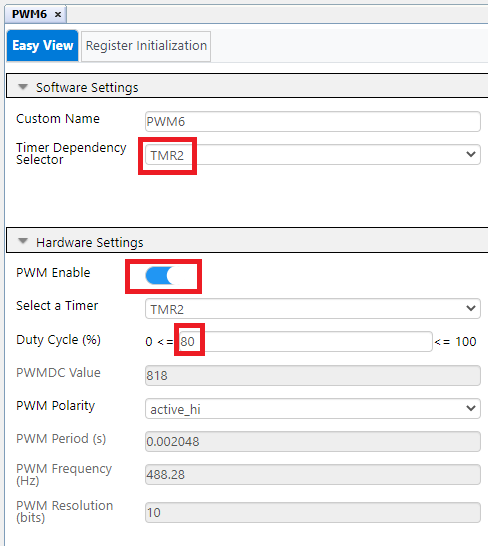 PWM6 ×
Easy View Register Initialization
Software Settings
Custom Name PWM6
Timer Dependency
Selector TMR2
Hardware Settings
PWM Enable
Select a Timer TMR2
Duty Cycle (%) 0 <= 80 <= 100
PWMDC Value 818
PWM Polarity active_hi
PWM Period (s) 0.002048
PWM Frequency
(Hz) 488.28
PWM Resolution
(bits) 10